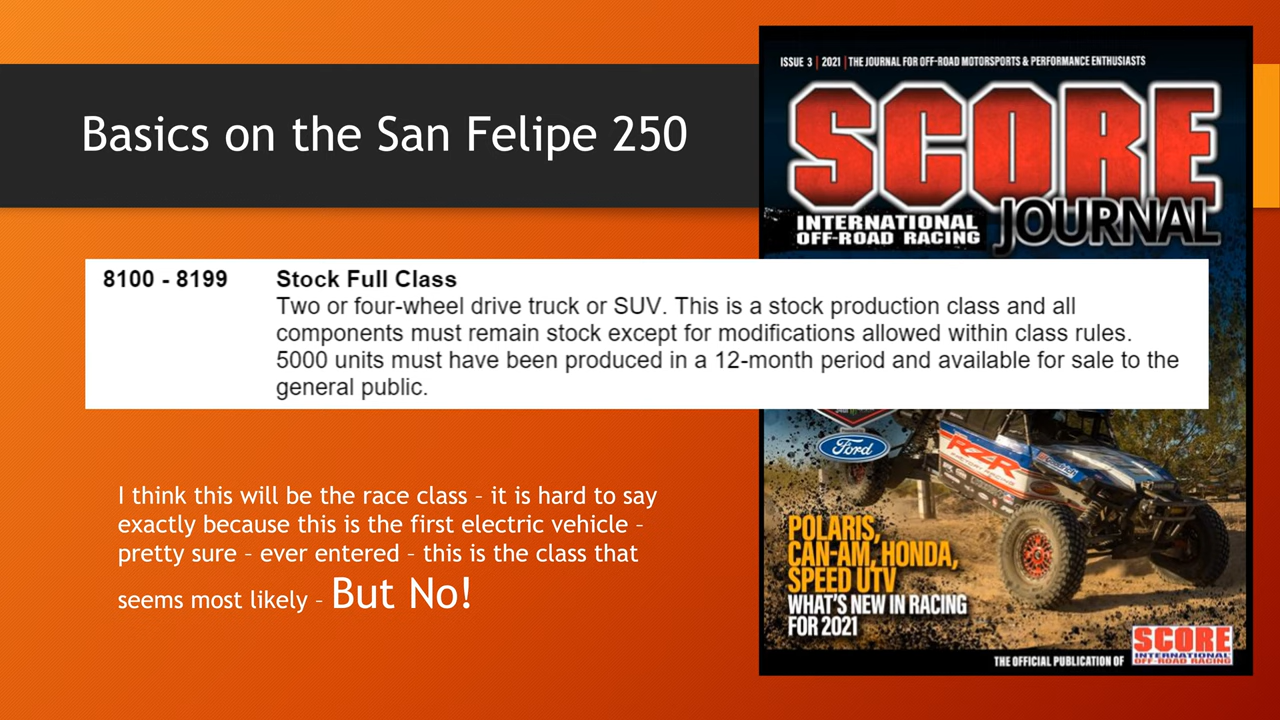 Basics on the San Felipe 250
ISSUE 3 | 2021 | THE JOURNAL FOR OFF-ROAD MOTORSPORTS & PERFORMANCE ENTHUSIASTS
SCORE
INTERNATIONAL
OFF-ROAD RACING
JOURNAL
8100 - 8199 Stock Full Class
Two or four-wheel drive truck or SUV. This is a stock production class and all
components must remain stock except for modifications allowed within class rules.
5000 units must have been produced in a 12-month period and available for sale to the
general public.
Ford
RZR
I think this will be the race class – it is hard to say
exactly because this is the first electric vehicle –
pretty sure – ever entered – this is the class that
seems most likely – But No!
POLARIS,
CAN-AM, HONDA,
SPEED UTV
WHAT'S NEW IN RACING
FOR 2021
THE OFFICIAL PUBLICATION OF
SCORE
INTERNATIONAL
OFF-ROAD RACING